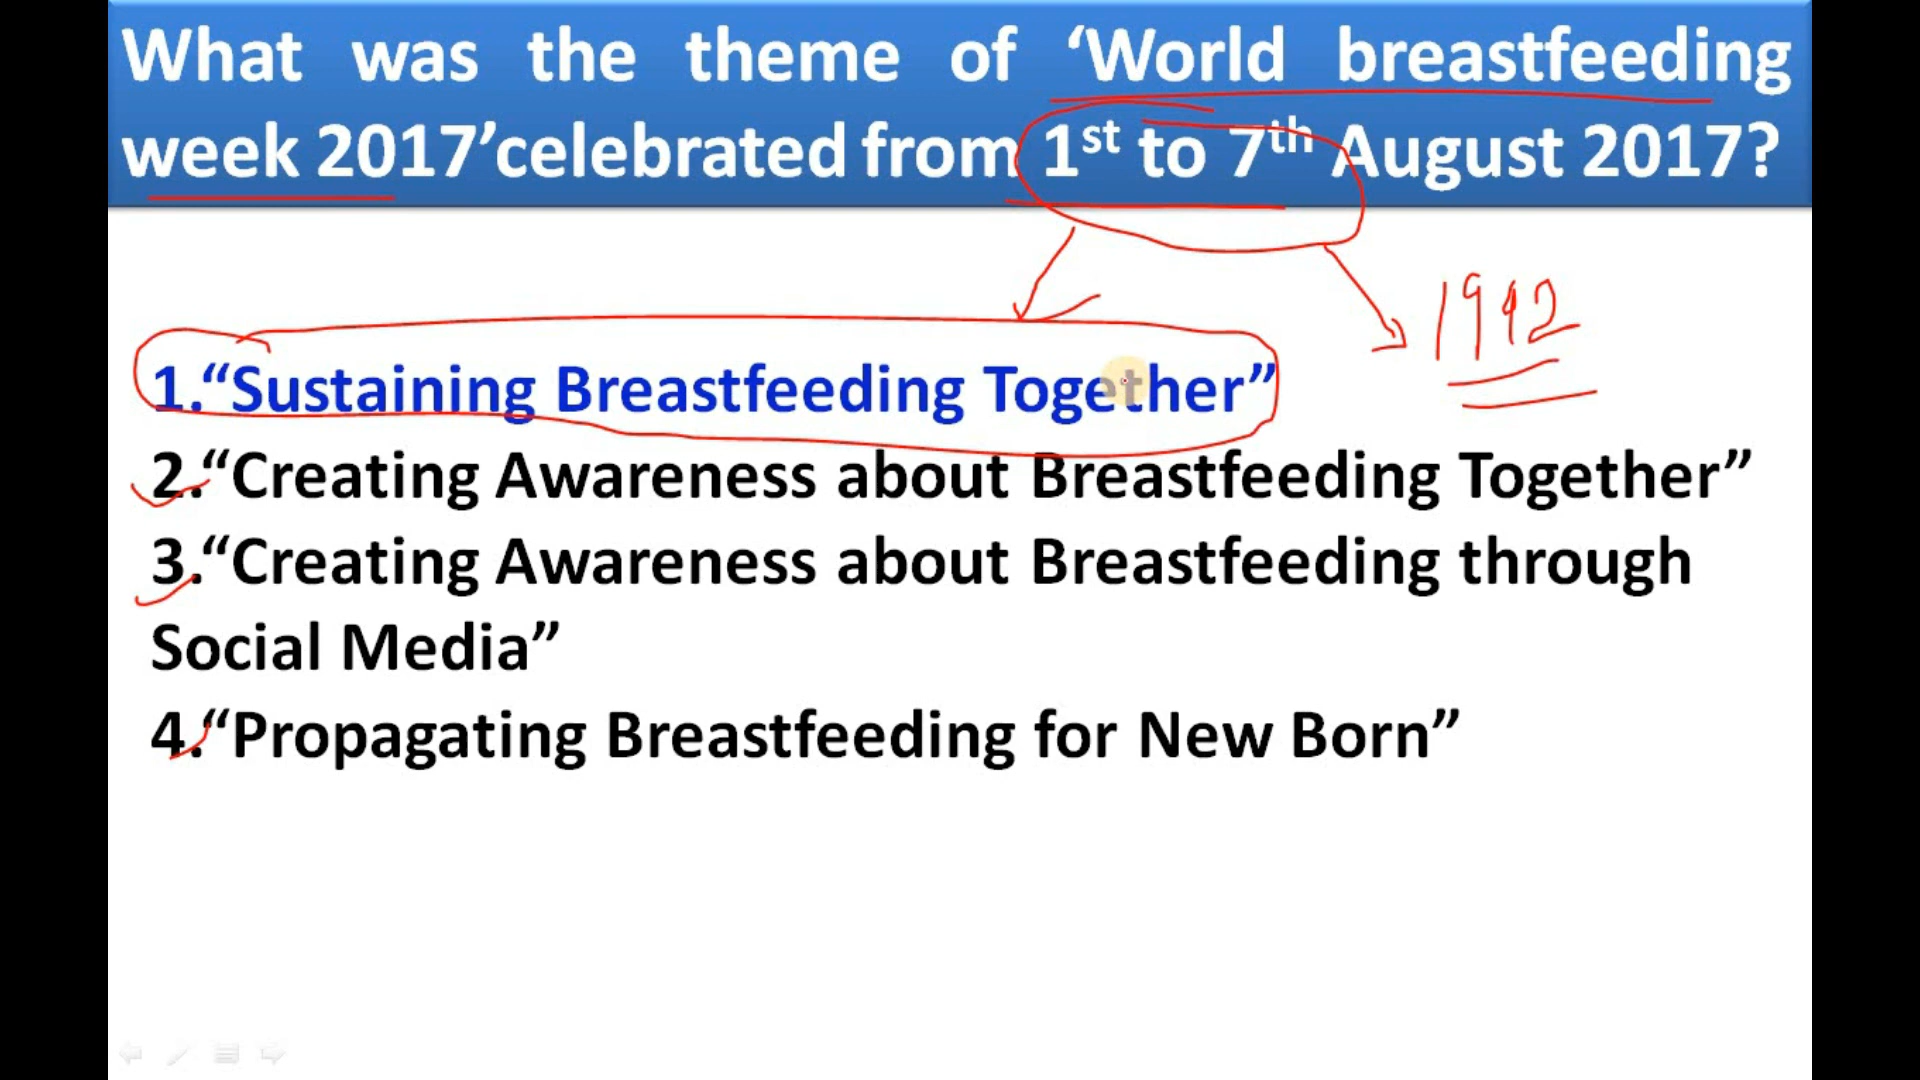 What was the theme of ‘World breastfeeding
week 2017’celebrated from 1st to 7th August 2017?
1992
1.“Sustaining Breastfeeding Together”
2.“Creating Awareness about Breastfeeding Together”
3.“Creating Awareness about Breastfeeding through
Social Media”
4.“Propagating Breastfeeding for New Born”